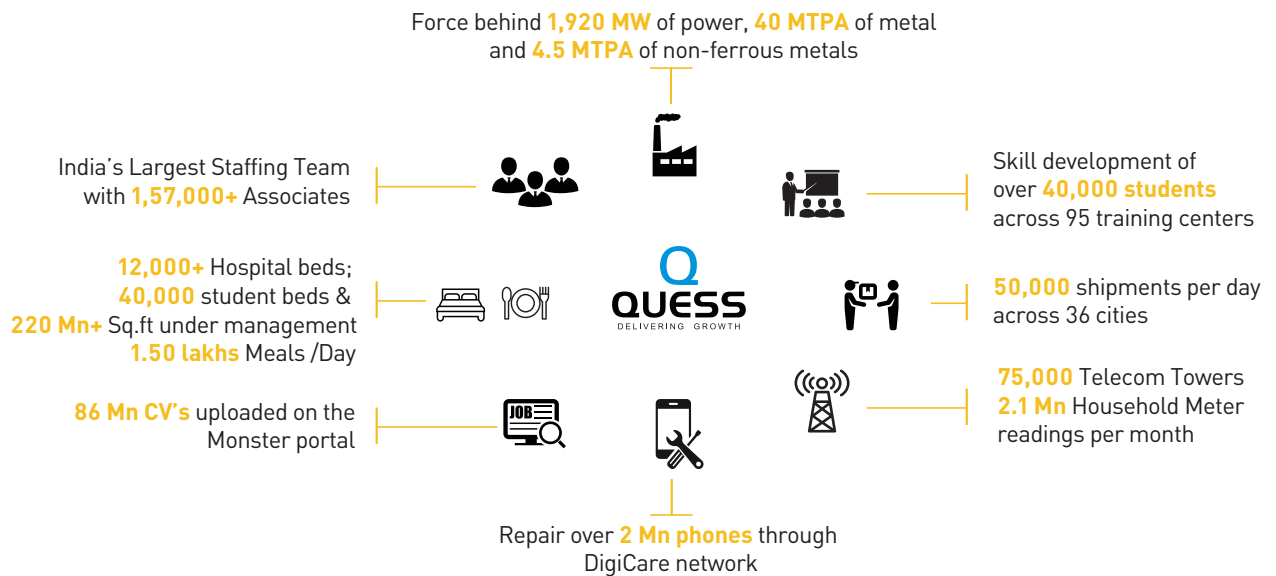 Force behind 1,920 MW of power, 40 MTPA of metal
and 4.5 MTPA of non-ferrous metals
India's Largest Staffing Team
with 1,57,000+ Associates
Skill development of
over 40,000 students
across 95 training centers
12,000+ Hospital beds;
40,000 student beds &
220 Mn+ Sq.ft under management
1.50 lakhs Meals /Day
Q
QUESS
DELIVERING GROWTH
50,000 shipments per day
across 36 cities
86 Mn CV's uploaded on the
Monster portal
JOB
75,000 Telecom Towers
2.1 Mn Household Meter
readings per month
Repair over 2 Mn phones through
DigiCare network